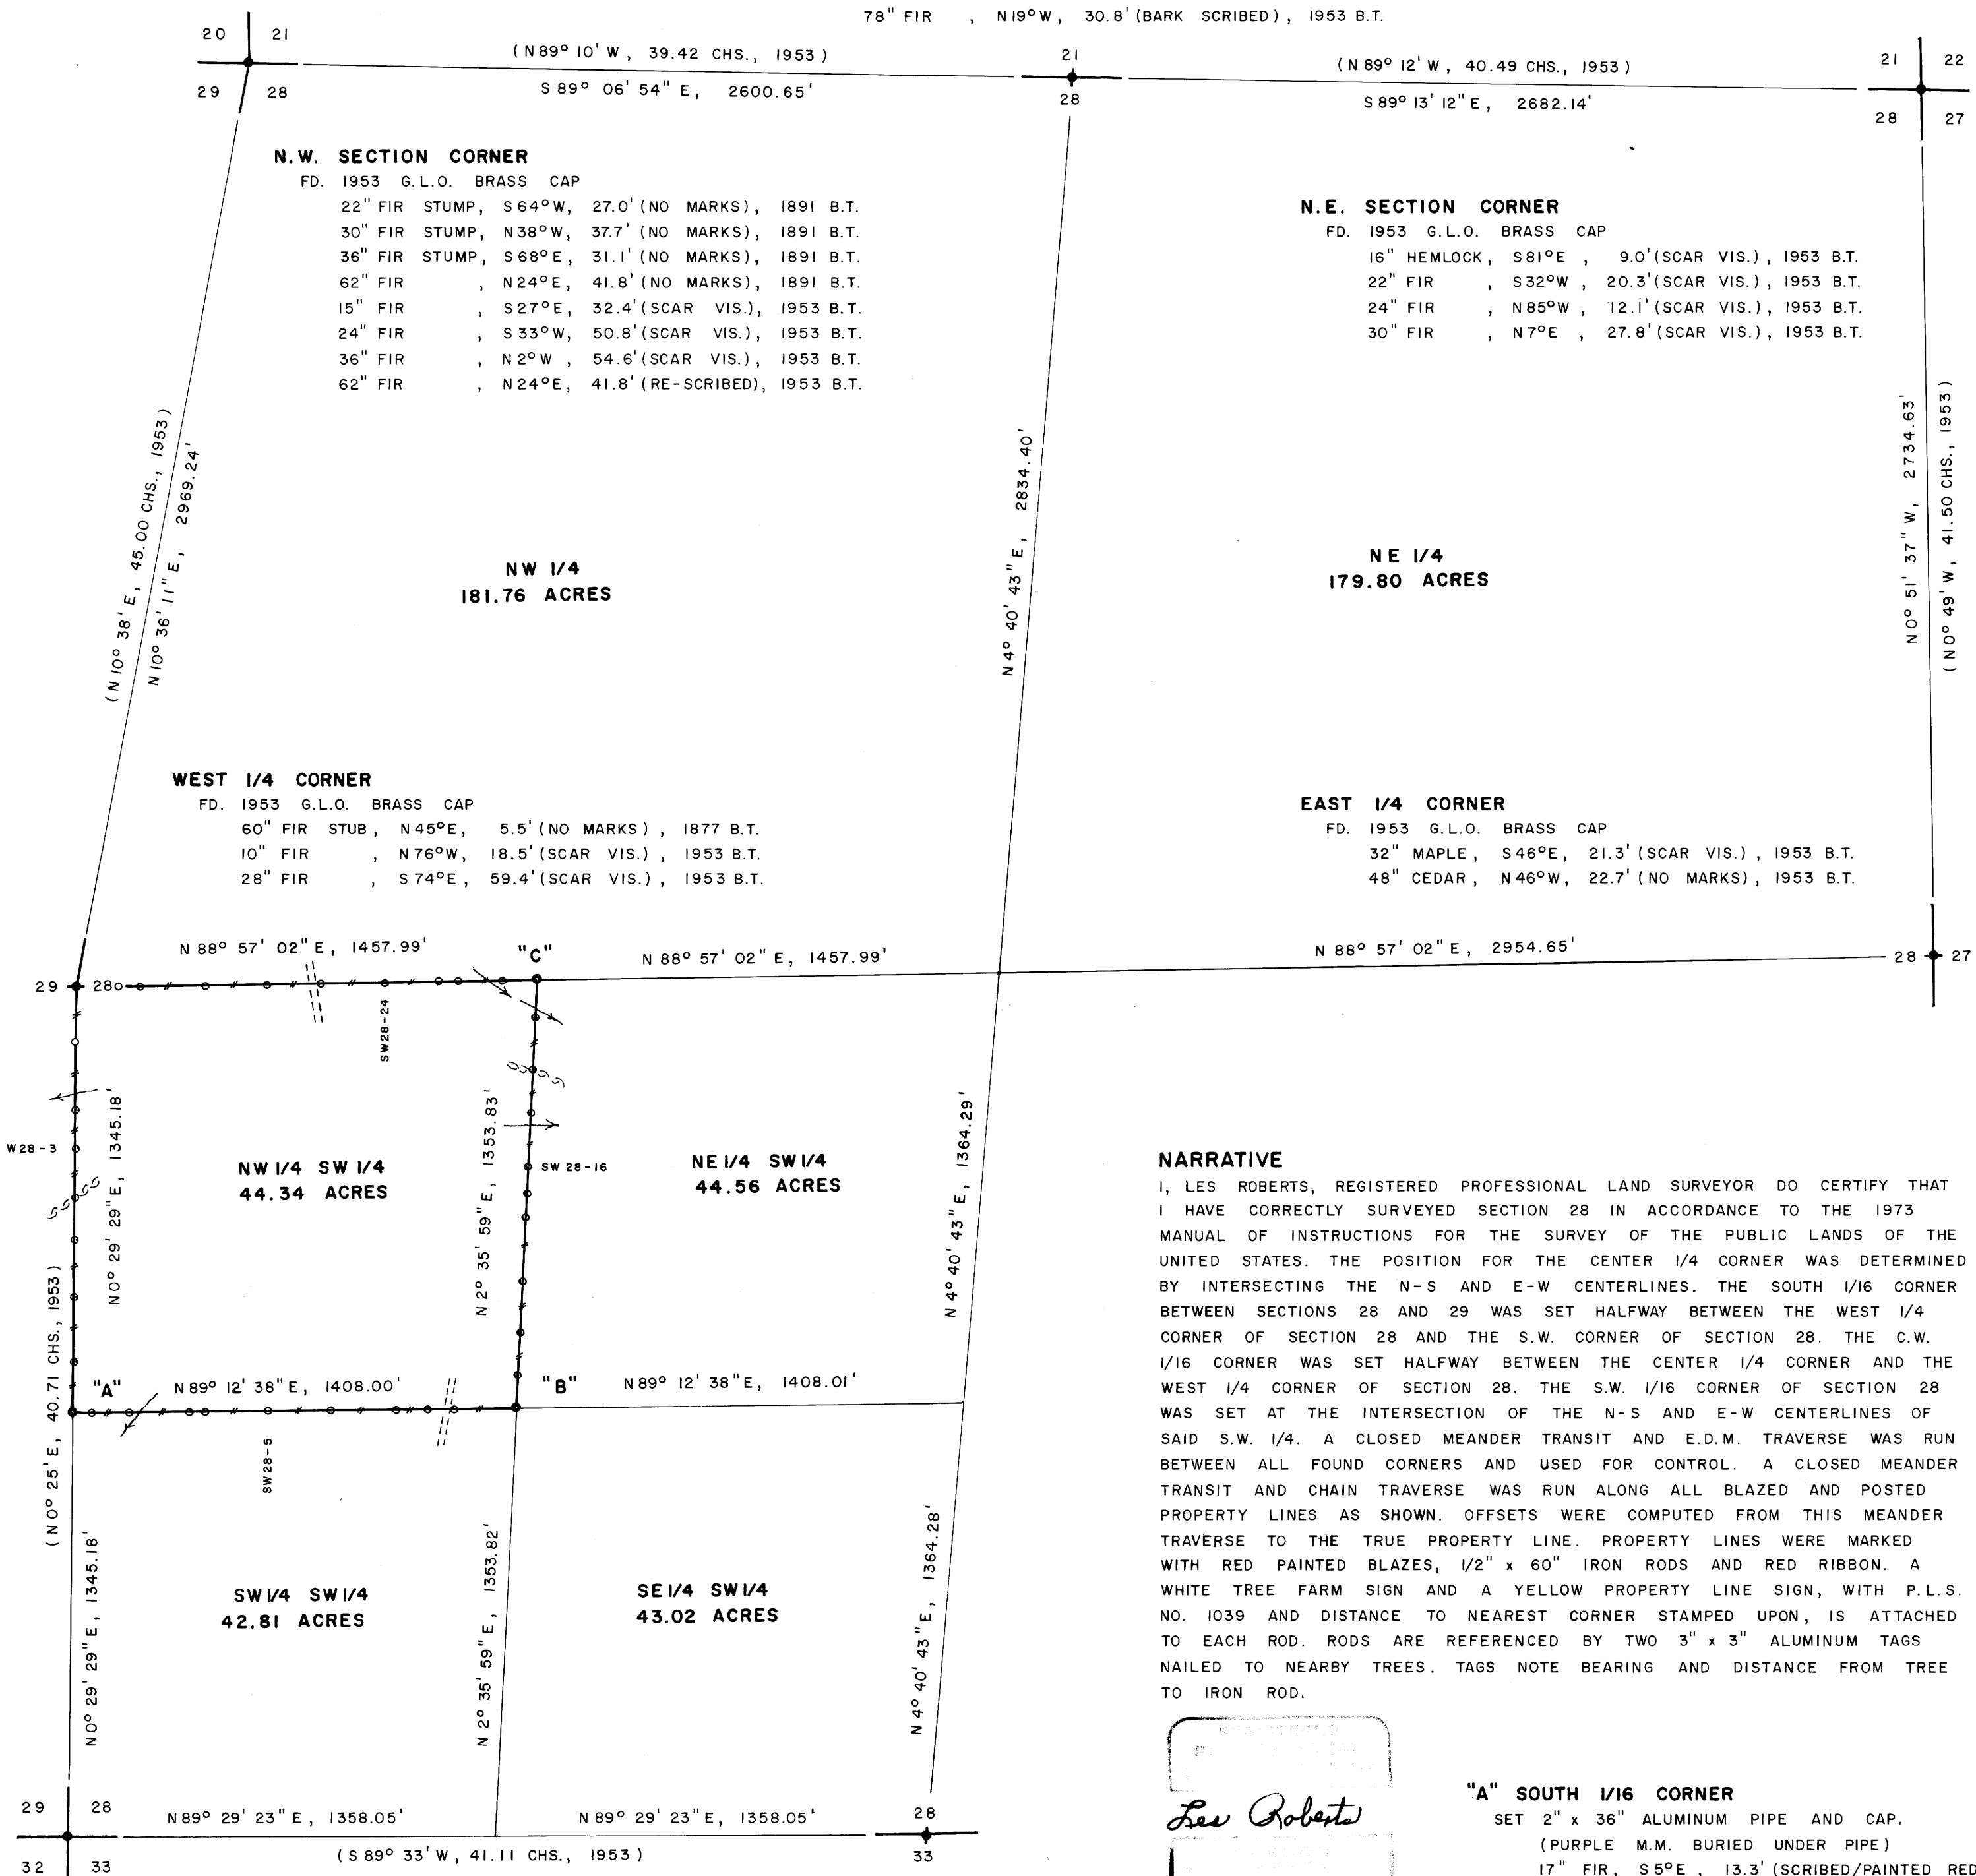 78" FIR , N19°W, 30.8' (BARK SCRIBED), 1953 B.T.
20 21
(N 89° 10' W, 39.42 CHS., 1953)
21
(N 89° 12' W, 40.49 CHS., 1953)
21 22
29 28
S 89° 06' 54" E, 2600.65'
28
S 89° 13' 12" E, 2682.14'
28 27
N.W. SECTION CORNER
FD. 1953 G.L.O. BRASS CAP
22" FIR STUMP, S 64°W, 27.0' (NO MARKS), 1891 B.T.
30" FIR STUMP, N38°W, 37.7' (NO MARKS), 1891 B.T.
36" FIR STUMP, S 68°E, 31.1' (NO MARKS), 1891 B.T.
62" FIR , N24°E, 41.8' (NO MARKS), 1891 B.T.
15" FIR , S27°E, 32.4' (SCAR VIS.), 1953 B.T.
24" FIR , S33°W, 50.8' (SCAR VIS.), 1953 B.T.
36" FIR , N2°W, 54.6' (SCAR VIS.), 1953 B.T.
62" FIR , N24°E, 41.8' (RE-SCRIBED), 1953 B.T.
N.E. SECTION CORNER
FD. 1953 G.L.O. BRASS CAP
16" HEMLOCK, S81°E , 9.0' (SCAR VIS.), 1953 B.T.
22" FIR , S32°W , 20.3' (SCAR VIS.), 1953 B.T.
24" FIR , N85°W , 12.1' (SCAR VIS.), 1953 B.T.
30" FIR , N7°E , 27.8' (SCAR VIS.), 1953 B.T.
(N 10° 38' E, 45.00 CHS., 1953)
N 10° 36' 11" E, 2969.24'
N 4° 40' 43" E, 2834.40'
N 0° 51' 37" W, 2734.63'
(N 0° 49' W, 41.50 CHS., 1953)
NW 1/4
181.76 ACRES
NE 1/4
179.80 ACRES
WEST 1/4 CORNER
FD. 1953 G.L.O. BRASS CAP
60" FIR STUB, N45°E, 5.5' (NO MARKS), 1877 B.T.
10" FIR , N76°W, 18.5' (SCAR VIS.), 1953 B.T.
28" FIR , S74°E, 59.4' (SCAR VIS.), 1953 B.T.
EAST 1/4 CORNER
FD. 1953 G.L.O. BRASS CAP
32" MAPLE, S46°E, 21.3' (SCAR VIS.), 1953 B.T.
48" CEDAR, N46°W, 22.7' (NO MARKS), 1953 B.T.
N 88° 57' 02" E, 1457.99'
"C"
N 88° 57' 02" E, 1457.99'
N 88° 57' 02" E, 2954.65'
29 28
28 27
SW28-24
W28-3
N 0° 29' 29" E, 1345.18'
N 2° 35' 59" E, 1353.83'
SW 28-16
N 4° 40' 43" E, 1364.29'
NW 1/4 SW 1/4
44.34 ACRES
NE 1/4 SW 1/4
44.56 ACRES
(N 0° 25' E, 40.71 CHS., 1953)
"A"
N 89° 12' 38" E, 1408.00'
"B"
N 89° 12' 38" E, 1408.01'
SW28-5
N 0° 29' 29" E, 1345.18'
N 2° 35' 59" E, 1353.82'
N 4° 40' 43" E, 1364.28'
SW 1/4 SW 1/4
42.81 ACRES
SE 1/4 SW 1/4
43.02 ACRES
29 28
N 89° 29' 23" E, 1358.05'
N 89° 29' 23" E, 1358.05'
28
32 33
(S 89° 33' W, 41.11 CHS., 1953)
33
NARRATIVE
I, LES ROBERTS, REGISTERED PROFESSIONAL LAND SURVEYOR DO CERTIFY THAT
I HAVE CORRECTLY SURVEYED SECTION 28 IN ACCORDANCE TO THE 1973
MANUAL OF INSTRUCTIONS FOR THE SURVEY OF THE PUBLIC LANDS OF THE
UNITED STATES. THE POSITION FOR THE CENTER 1/4 CORNER WAS DETERMINED
BY INTERSECTING THE N-S AND E-W CENTERLINES. THE SOUTH 1/16 CORNER
BETWEEN SECTIONS 28 AND 29 WAS SET HALFWAY BETWEEN THE WEST 1/4
CORNER OF SECTION 28 AND THE S.W. CORNER OF SECTION 28. THE C.W.
1/16 CORNER WAS SET HALFWAY BETWEEN THE CENTER 1/4 CORNER AND THE
WEST 1/4 CORNER OF SECTION 28. THE S.W. 1/16 CORNER OF SECTION 28
WAS SET AT THE INTERSECTION OF THE N-S AND E-W CENTERLINES OF
SAID S.W. 1/4. A CLOSED MEANDER TRANSIT AND E.D.M. TRAVERSE WAS RUN
BETWEEN ALL FOUND CORNERS AND USED FOR CONTROL. A CLOSED MEANDER
TRANSIT AND CHAIN TRAVERSE WAS RUN ALONG ALL BLAZED AND POSTED
PROPERTY LINES AS SHOWN. OFFSETS WERE COMPUTED FROM THIS MEANDER
TRAVERSE TO THE TRUE PROPERTY LINE. PROPERTY LINES WERE MARKED
WITH RED PAINTED BLAZES, 1/2" x 60" IRON RODS AND RED RIBBON. A
WHITE TREE FARM SIGN AND A YELLOW PROPERTY LINE SIGN, WITH P.L.S.
NO. 1039 AND DISTANCE TO NEAREST CORNER STAMPED UPON, IS ATTACHED
TO EACH ROD. RODS ARE REFERENCED BY TWO 3" x 3" ALUMINUM TAGS
NAILED TO NEARBY TREES. TAGS NOTE BEARING AND DISTANCE FROM TREE
TO IRON ROD.
Les Roberts
"A" SOUTH 1/16 CORNER
SET 2" x 36" ALUMINUM PIPE AND CAP.
(PURPLE M.M. BURIED UNDER PIPE)
17" FIR, S5°E , 13.3' (SCRIBED/PAINTED RED